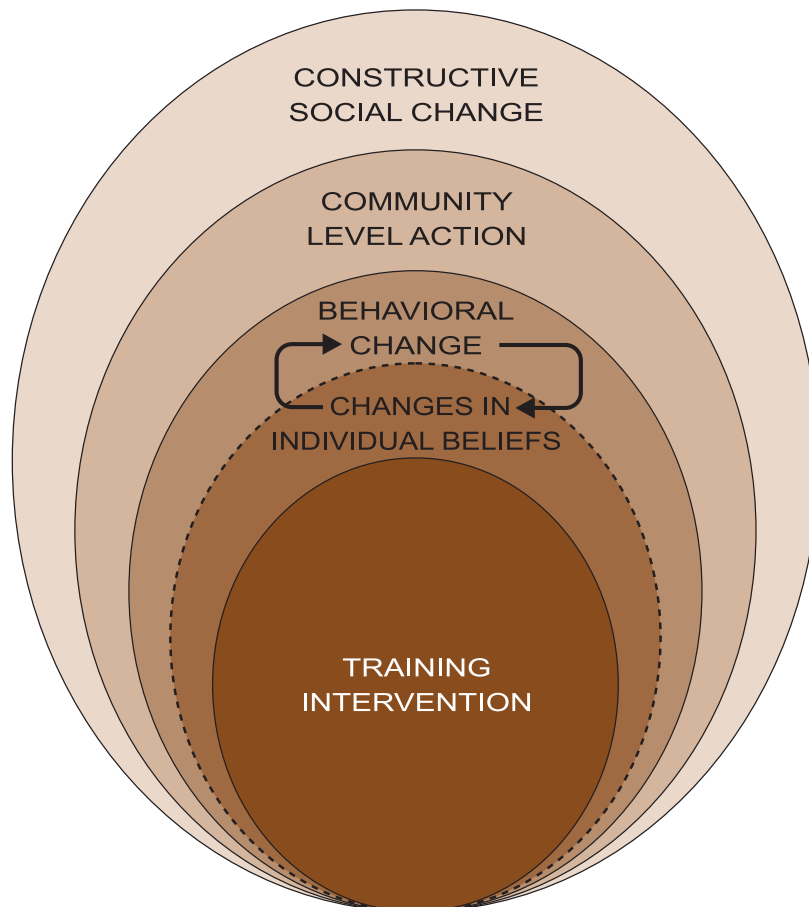 CONSTRUCTIVE
SOCIAL CHANGE
COMMUNITY
LEVEL ACTION
BEHAVIORAL
CHANGE
CHANGES IN
INDIVIDUAL BELIEFS
TRAINING
INTERVENTION